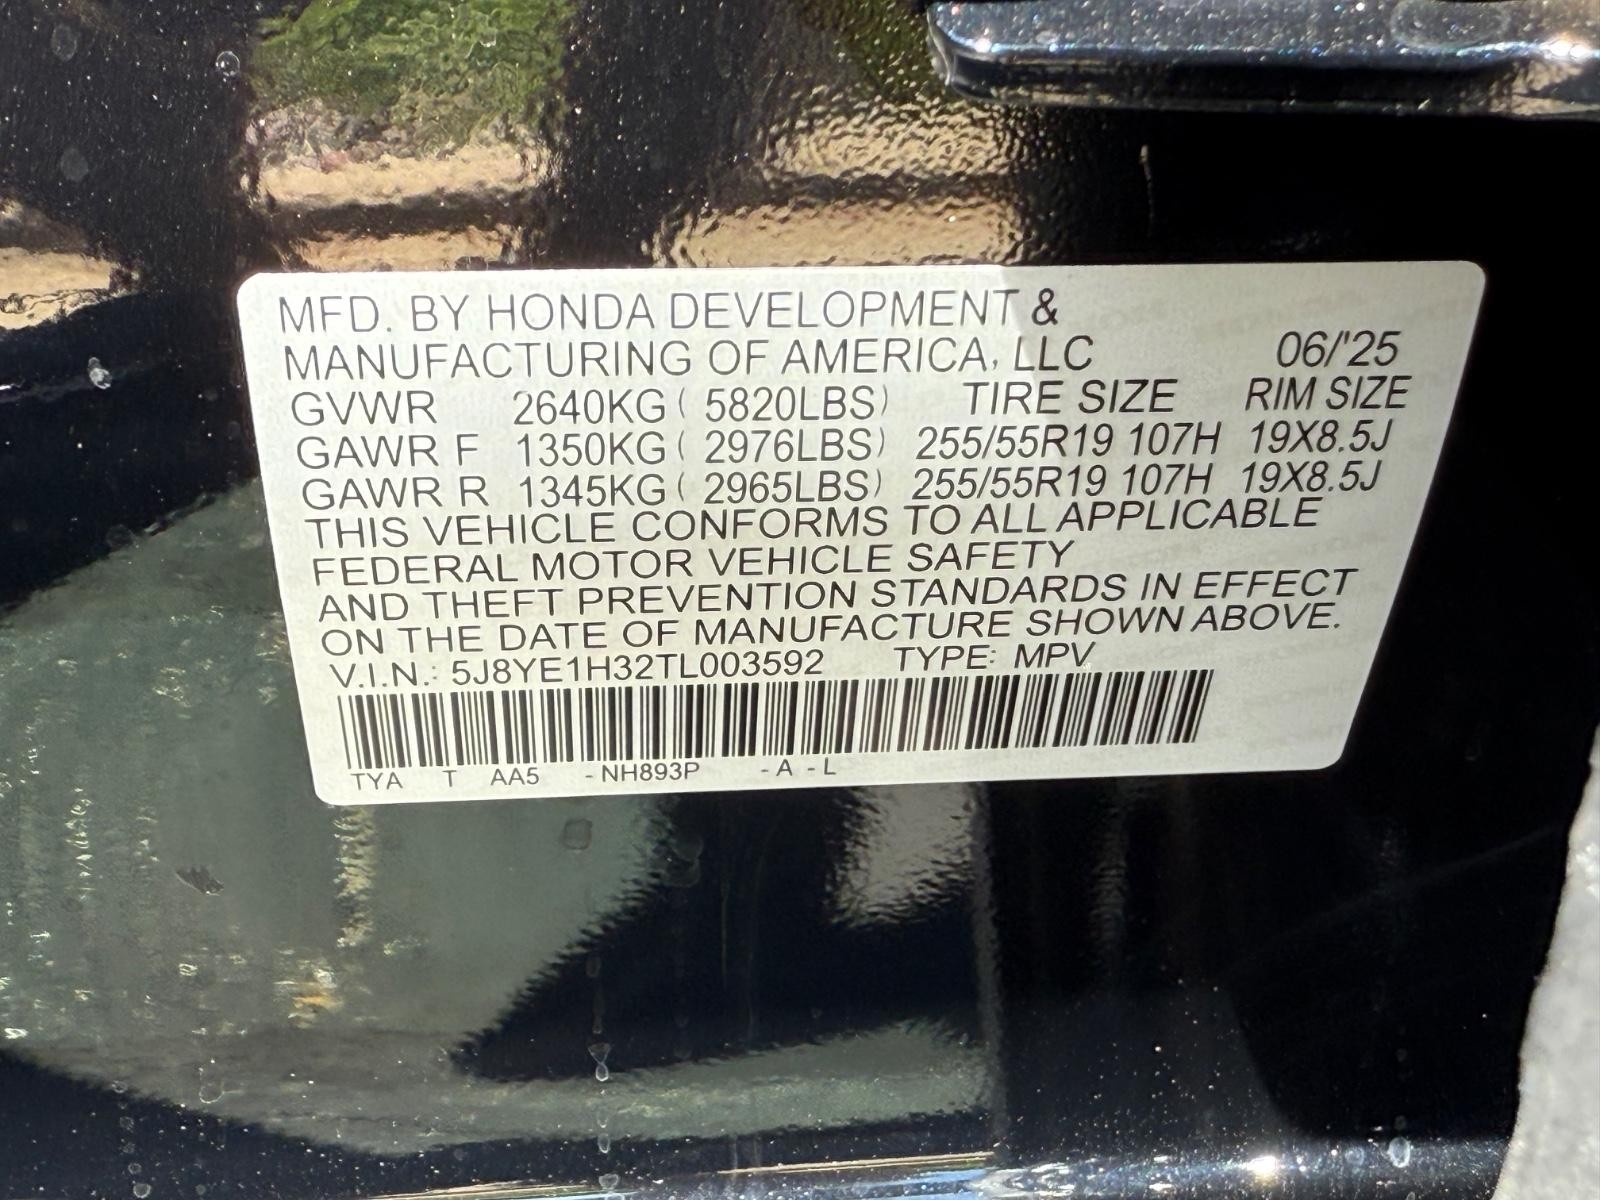 MFD. BY HONDA DEVELOPMENT &
MANUFACTURING OF AMERICA, LLC 06/'25
GVWR 2640KG ( 5820LBS) TIRE SIZE RIM SIZE
GAWR F 1350KG ( 2976LBS) 255/55R19 107H 19X8.5J
GAWR R 1345KG ( 2965LBS) 255/55R19 107H 19X8.5J
THIS VEHICLE CONFORMS TO ALL APPLICABLE
FEDERAL MOTOR VEHICLE SAFETY
AND THEFT PREVENTION STANDARDS IN EFFECT
ON THE DATE OF MANUFACTURE SHOWN ABOVE.
V.I.N.: 5J8YE1H32TL003592 TYPE: MPV
TYA T AA5 - NH893P - A - L